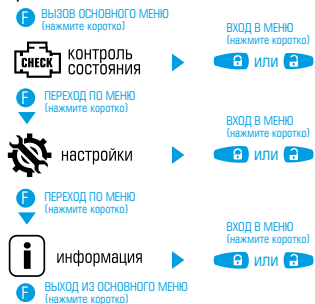 F ВЫЗОВ ОСНОВНОГО МЕНЮ
(нажмите коротко)
ВХОД В МЕНЮ
(нажмите коротко)
CHECK контроль
состояния
ИЛИ
F ПЕРЕХОД ПО МЕНЮ
(нажмите коротко)
ВХОД В МЕНЮ
(нажмите коротко)
настройки
ИЛИ
F ПЕРЕХОД ПО МЕНЮ
(нажмите коротко)
ВХОД В МЕНЮ
(нажмите коротко)
i информация
ИЛИ
F ВЫХОД ИЗ ОСНОВНОГО МЕНЮ
(нажмите коротко)